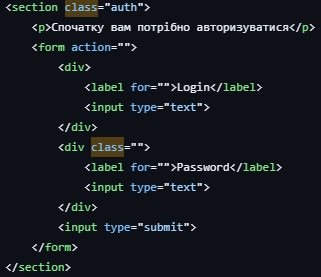 <section class="auth">
<p>Спочатку вам потрібно авторизуватися</p>
<form action="">
<div>
<label for="">Login</label>
<input type="text">
</div>
<div class="">
<label for="">Password</label>
<input type="text">
</div>
<input type="submit">
</form>
</section>